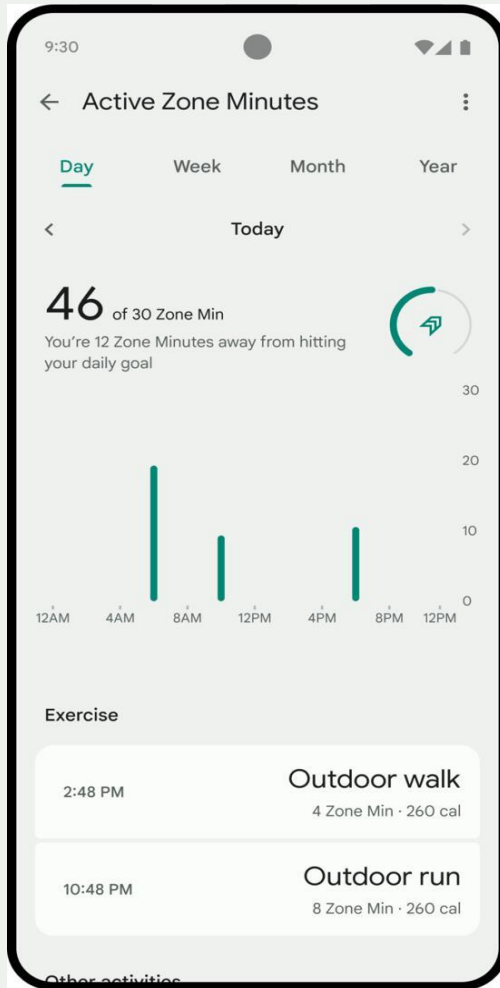 9:30
Active Zone Minutes
Day Week Month Year
Today
46 of 30 Zone Min
You're 12 Zone Minutes away from hitting
your daily goal
30
20
10
0
12AM 4AM 8AM 12PM 4PM 8PM 12PM
Exercise
2:48 PM
Outdoor walk
4 Zone Min · 260 cal
10:48 PM
Outdoor run
8 Zone Min · 260 cal
Other activities